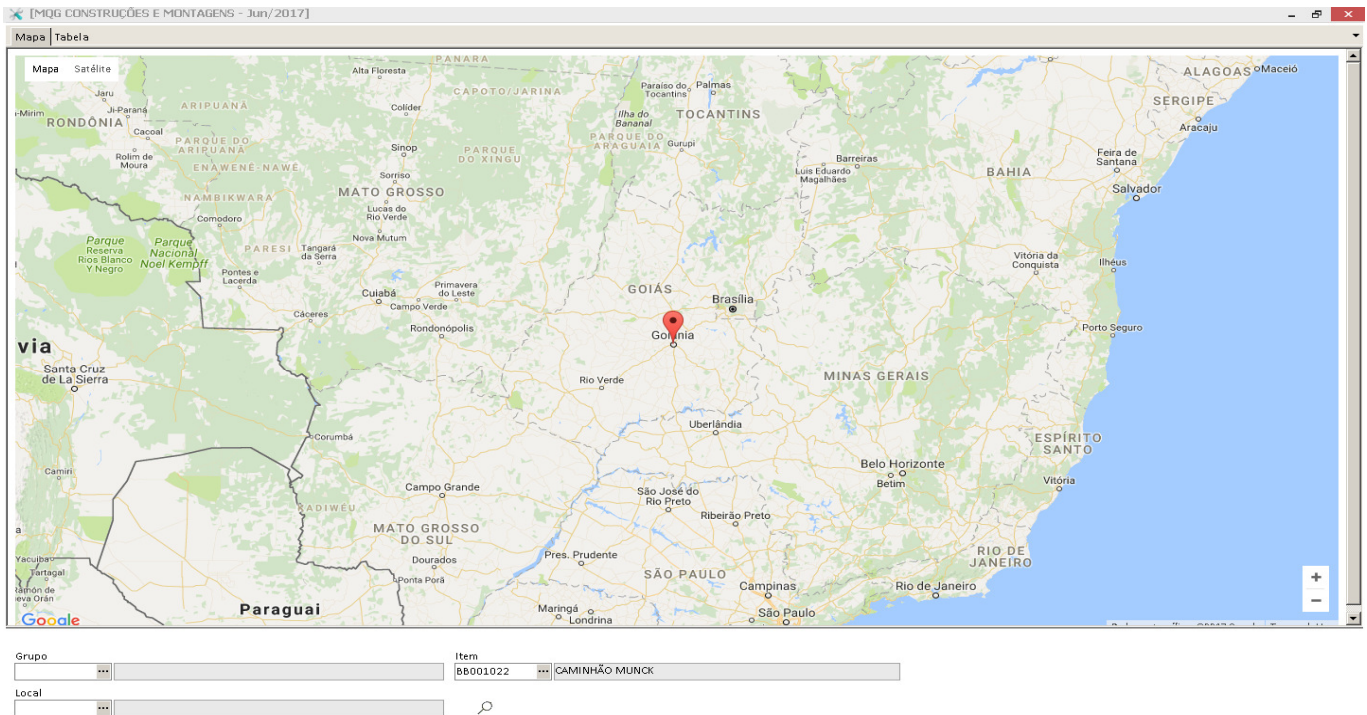 [MQG CONSTRUÇÕES E MONTAGENS - Jun/2017]
Mapa Tabela
Mapa Satélite
PANARA
Alta Floresta
CAPOTO/JARINA
Paraiso do Tocantins
Palmas
ALAGOAS
Maceió
Jaru
Ji-Paraná
ARIPUANÃ
Colíder
Ilha do Bananal
TOCANTINS
SERGIPE
-Mirim
RONDÔNIA
Cacoal
Aracaju
PARQUE DO ARIPUANÃ
PARQUE DO ARAGUAIA
Gurupi
Rolim de Moura
Sinop
PARQUE DO XINGU
Barreiras
Feira de Santana
ENAWENÊ-NAWÊ
Sorriso
Luis Eduardo Magalhães
BAHIA
MATO GROSSO
Salvador
NAMBIKWARA
Lucas do Rio Verde
Comodoro
Nova Mutum
Parque Reserva Rios Blanco Y Negro
Parque Nacional Noel Kempff
PARESI
Tangará da Serra
Vitória da Conquista
Ilhéus
Pontes e Lacerda
Cuiabá
Primavera do Leste
Campo Verde
GOIÁS
Brasília
Cáceres
Rondonópolis
Goiânia
Porto Seguro
via
Santa Cruz de La Sierra
Rio Verde
MINAS GERAIS
Uberlândia
Corumbá
ESPÍRITO SANTO
Camiri
Belo Horizonte
Betim
Vitória
Campo Grande
São José do Rio Preto
KADIWÉU
Ribeirão Preto
MATO GROSSO DO SUL
a
Yacuiba
Tartagal
Dourados
Pres. Prudente
RIO DE JANEIRO
Ponta Porã
SÃO PAULO
Campinas
Rio de Janeiro
Paraguai
Maringá
Londrina
São Paulo
+
−
Google
Grupo
Item
BB001022 ... CAMINHÃO MUNCK
Local